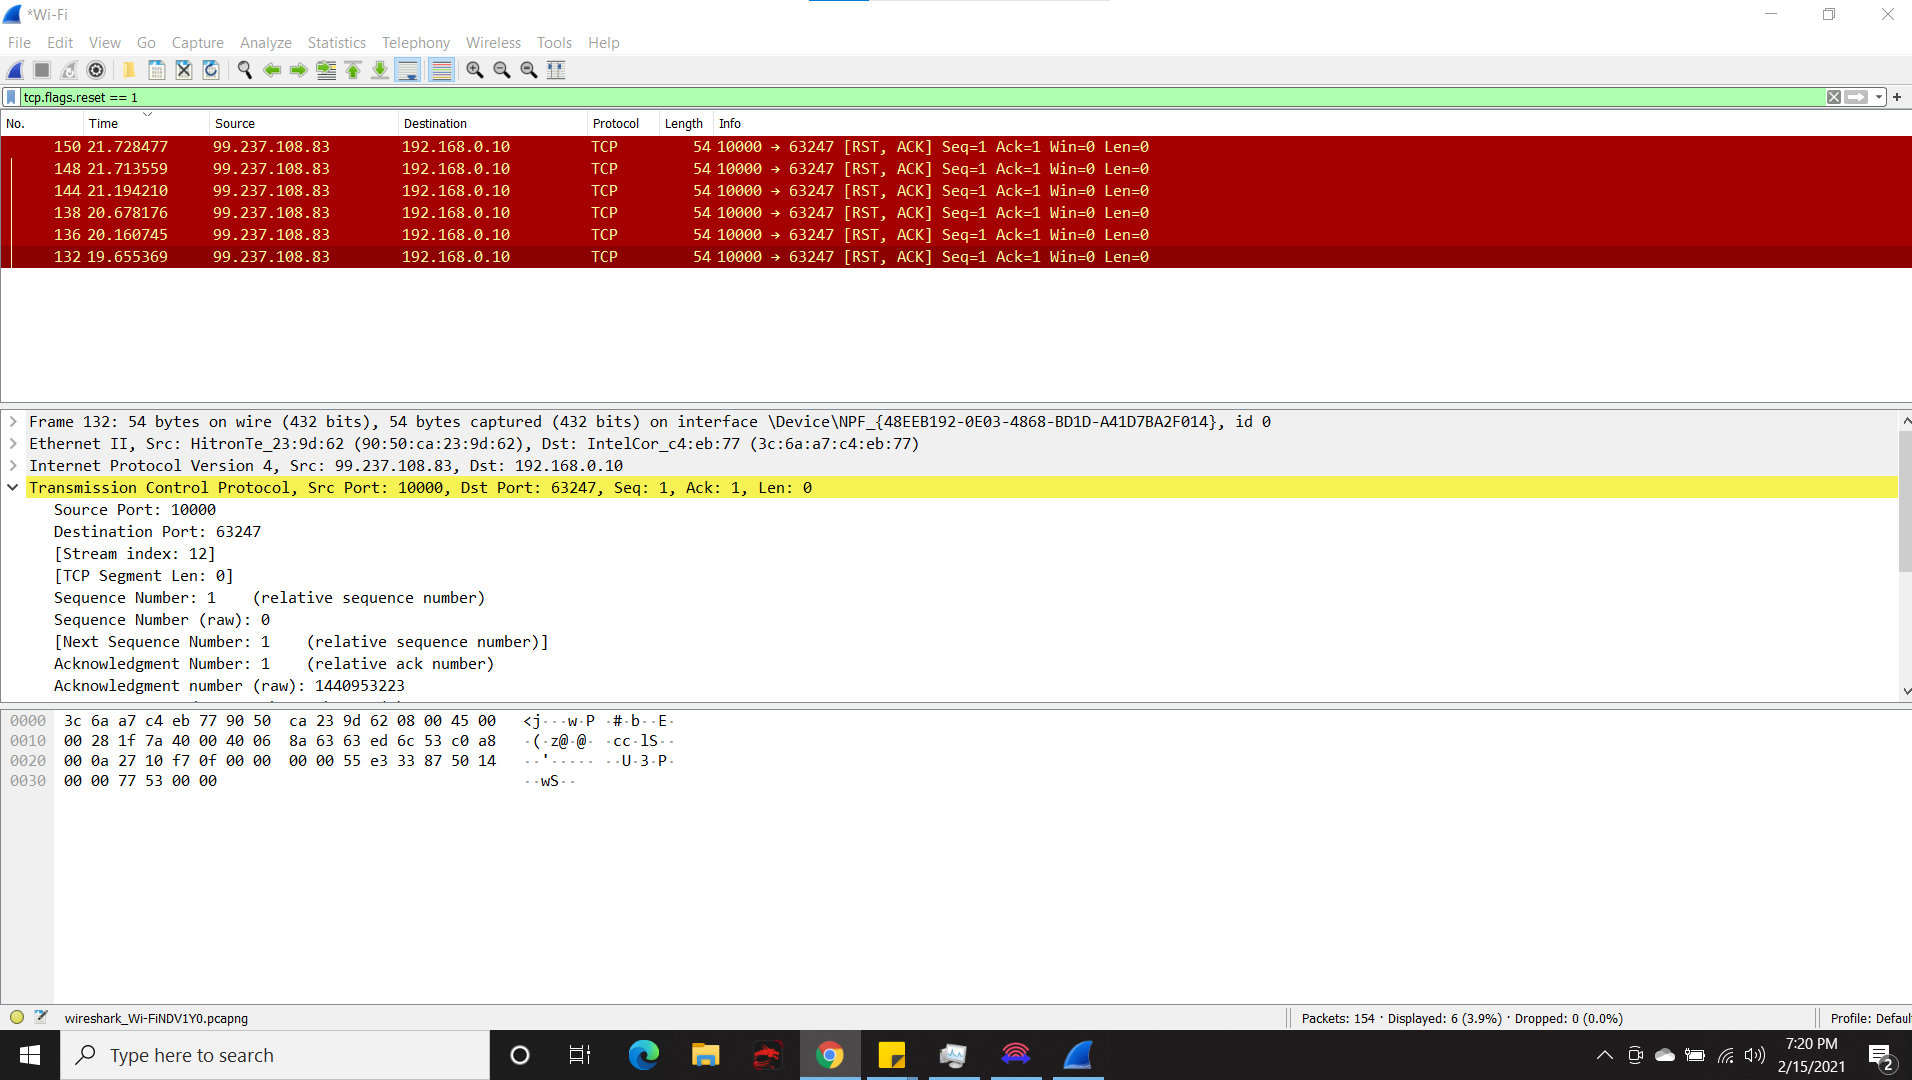 *Wi-Fi
File Edit View Go Capture Analyze Statistics Telephony Wireless Tools Help
tcp.flags.reset == 1
No. Time Source Destination Protocol Length Info
150 21.728477 99.237.108.83 192.168.0.10 TCP 54 10000 → 63247 [RST, ACK] Seq=1 Ack=1 Win=0 Len=0
148 21.713559 99.237.108.83 192.168.0.10 TCP 54 10000 → 63247 [RST, ACK] Seq=1 Ack=1 Win=0 Len=0
144 21.194210 99.237.108.83 192.168.0.10 TCP 54 10000 → 63247 [RST, ACK] Seq=1 Ack=1 Win=0 Len=0
138 20.678176 99.237.108.83 192.168.0.10 TCP 54 10000 → 63247 [RST, ACK] Seq=1 Ack=1 Win=0 Len=0
136 20.160745 99.237.108.83 192.168.0.10 TCP 54 10000 → 63247 [RST, ACK] Seq=1 Ack=1 Win=0 Len=0
132 19.655369 99.237.108.83 192.168.0.10 TCP 54 10000 → 63247 [RST, ACK] Seq=1 Ack=1 Win=0 Len=0
Frame 132: 54 bytes on wire (432 bits), 54 bytes captured (432 bits) on interface \Device\NPF_{48EEB192-0E03-4868-BD1D-A41D7BA2F014}, id 0
Ethernet II, Src: HitronTe_23:9d:62 (90:50:ca:23:9d:62), Dst: IntelCor_c4:eb:77 (3c:6a:a7:c4:eb:77)
Internet Protocol Version 4, Src: 99.237.108.83, Dst: 192.168.0.10
Transmission Control Protocol, Src Port: 10000, Dst Port: 63247, Seq: 1, Ack: 1, Len: 0
Source Port: 10000
Destination Port: 63247
[Stream index: 12]
[TCP Segment Len: 0]
Sequence Number: 1 (relative sequence number)
Sequence Number (raw): 0
[Next Sequence Number: 1 (relative sequence number)]
Acknowledgment Number: 1 (relative ack number)
Acknowledgment number (raw): 1440953223
0000 3c 6a a7 c4 eb 77 90 50 ca 23 9d 62 08 00 45 00 <j···w·P ·#·b··E·
0010 00 28 1f 7a 40 00 40 06 8a 63 63 ed 6c 53 c0 a8 ·(·z@·@· ·cc·lS··
0020 00 0a 27 10 f7 0f 00 00 00 00 55 e3 33 87 50 14 ··'····· ··U·3·P·
0030 00 00 77 53 00 00 ··wS··
wireshark_Wi-FiNDV1Y0.pcapng Packets: 154 · Displayed: 6 (3.9%) · Dropped: 0 (0.0%) Profile: Defaul
Type here to search
7:20 PM
2/15/2021
2